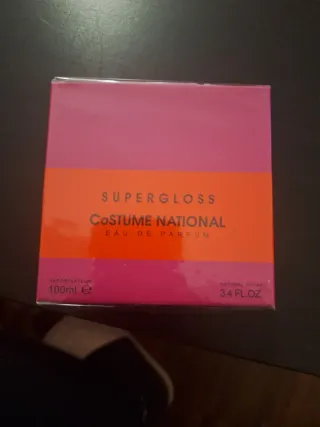 SUPERGLOSS
CoSTUME NATIONAL
EAU DE PARFUM
100mL ℮
3.4 FL.OZ